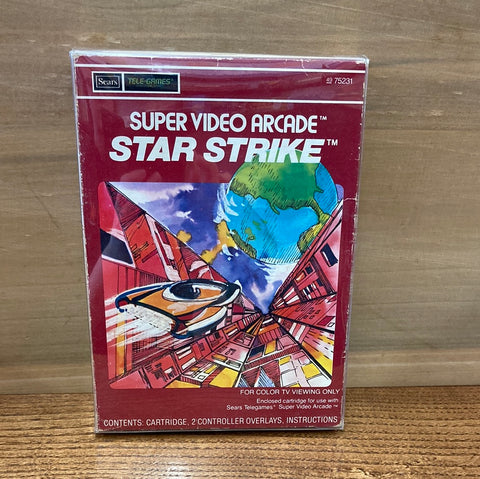 Sears TELE-GAMES 49 75231
SUPER VIDEO ARCADE™
STAR STRIKE™
FOR COLOR TV VIEWING ONLY
Enclosed cartridge for use with
Sears Telegames® Super Video Arcade™
CONTENTS: CARTRIDGE, 2 CONTROLLER OVERLAYS, INSTRUCTIONS